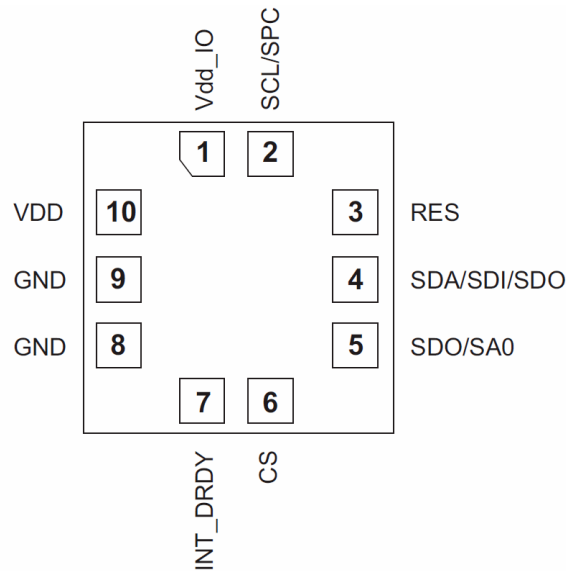 Vdd_IO
SCL/SPC
1
2
VDD
10
3
RES
GND
9
4
SDA/SDI/SDO
GND
8
5
SDO/SA0
7
6
INT_DRDY
CS